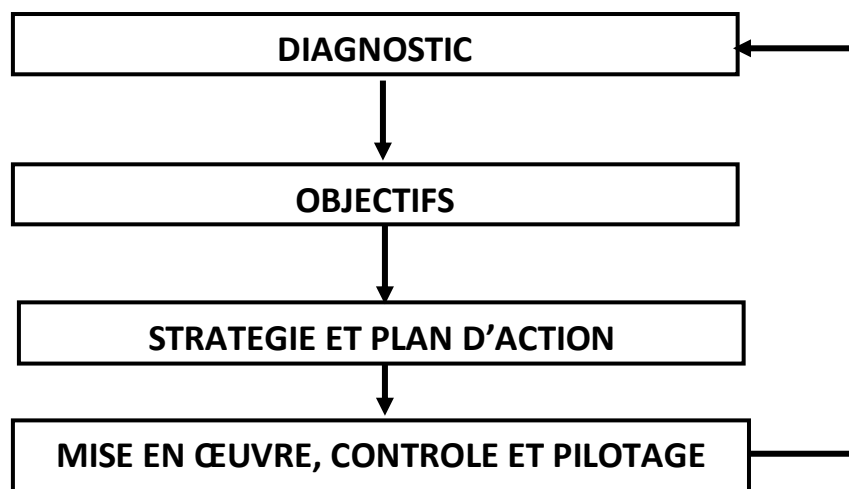 DIAGNOSTIC
OBJECTIFS
STRATEGIE ET PLAN D’ACTION
MISE EN ŒUVRE, CONTROLE ET PILOTAGE